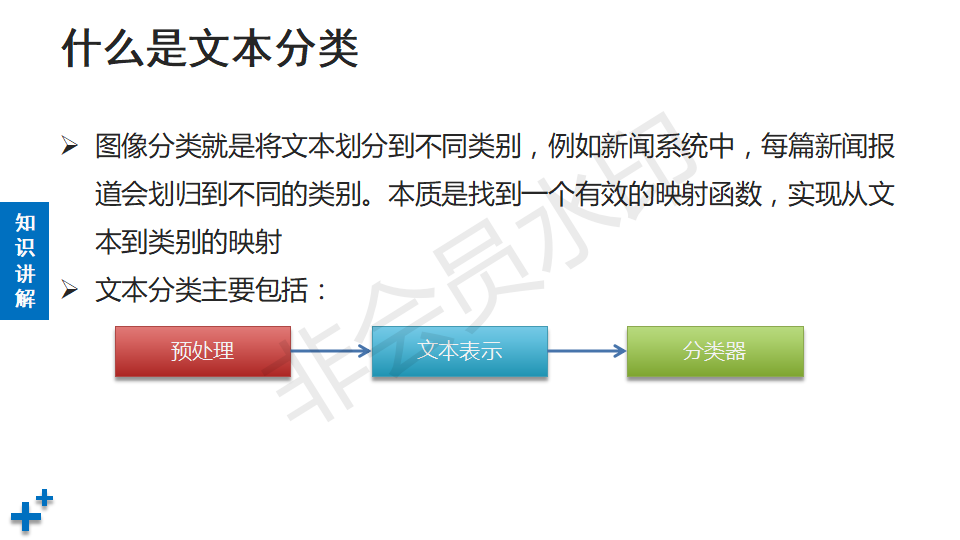 什么是文本分类
图像分类就是将文本划分到不同类别，例如新闻系统中，每篇新闻报
道会划归到不同的类别。本质是找到一个有效的映射函数，实现从文
本到类别的映射
知识讲解
文本分类主要包括：
预处理
文本表示
分类器
非会员水印